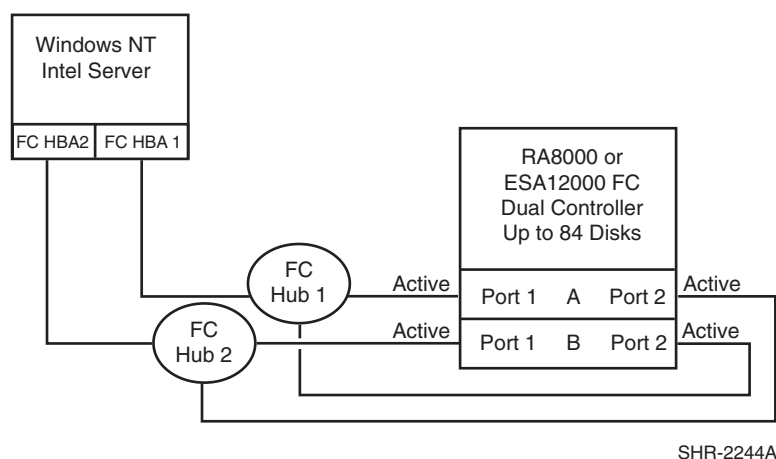 Windows NT
Intel Server
FC HBA2 FC HBA 1
RA8000 or
ESA12000 FC
Dual Controller
Up to 84 Disks
FC
Hub 1
Active
Port 1 A Port 2
Active
FC
Hub 2
Active
Port 1 B Port 2
Active
SHR-2244A